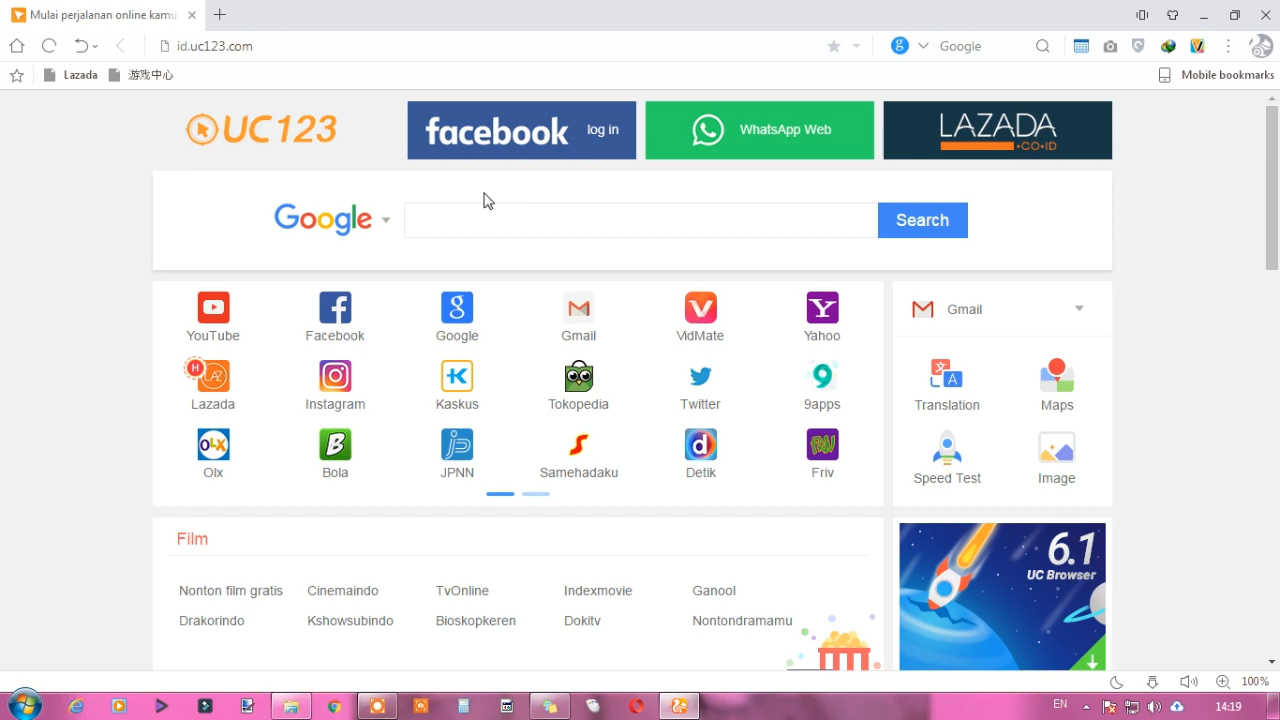 Mulai perjalanan online kamu
id.uc123.com
Google
Lazada
游戏中心
Mobile bookmarks
UC123
facebook log in
WhatsApp Web
LAZADA
.CO.ID
Google
Search
YouTube
Facebook
Google
Gmail
VidMate
Yahoo
Gmail
H
Lazada
Instagram
Kaskus
Tokopedia
Twitter
9apps
Translation
Maps
OLX
Olx
Bola
JPNN
Samehadaku
Detik
Friv
Speed Test
Image
Film
6.1
UC Browser
Nonton film gratis
Cinemaindo
TvOnline
Indexmovie
Ganool
Drakorindo
Kshowsubindo
Bioskopkeren
Dokitv
Nontondramamu
100%
EN
14:19